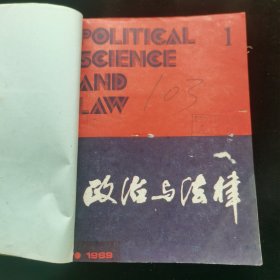 POLITICAL 1
SCIENCE
AND
LAW
103
政治与法律
1989